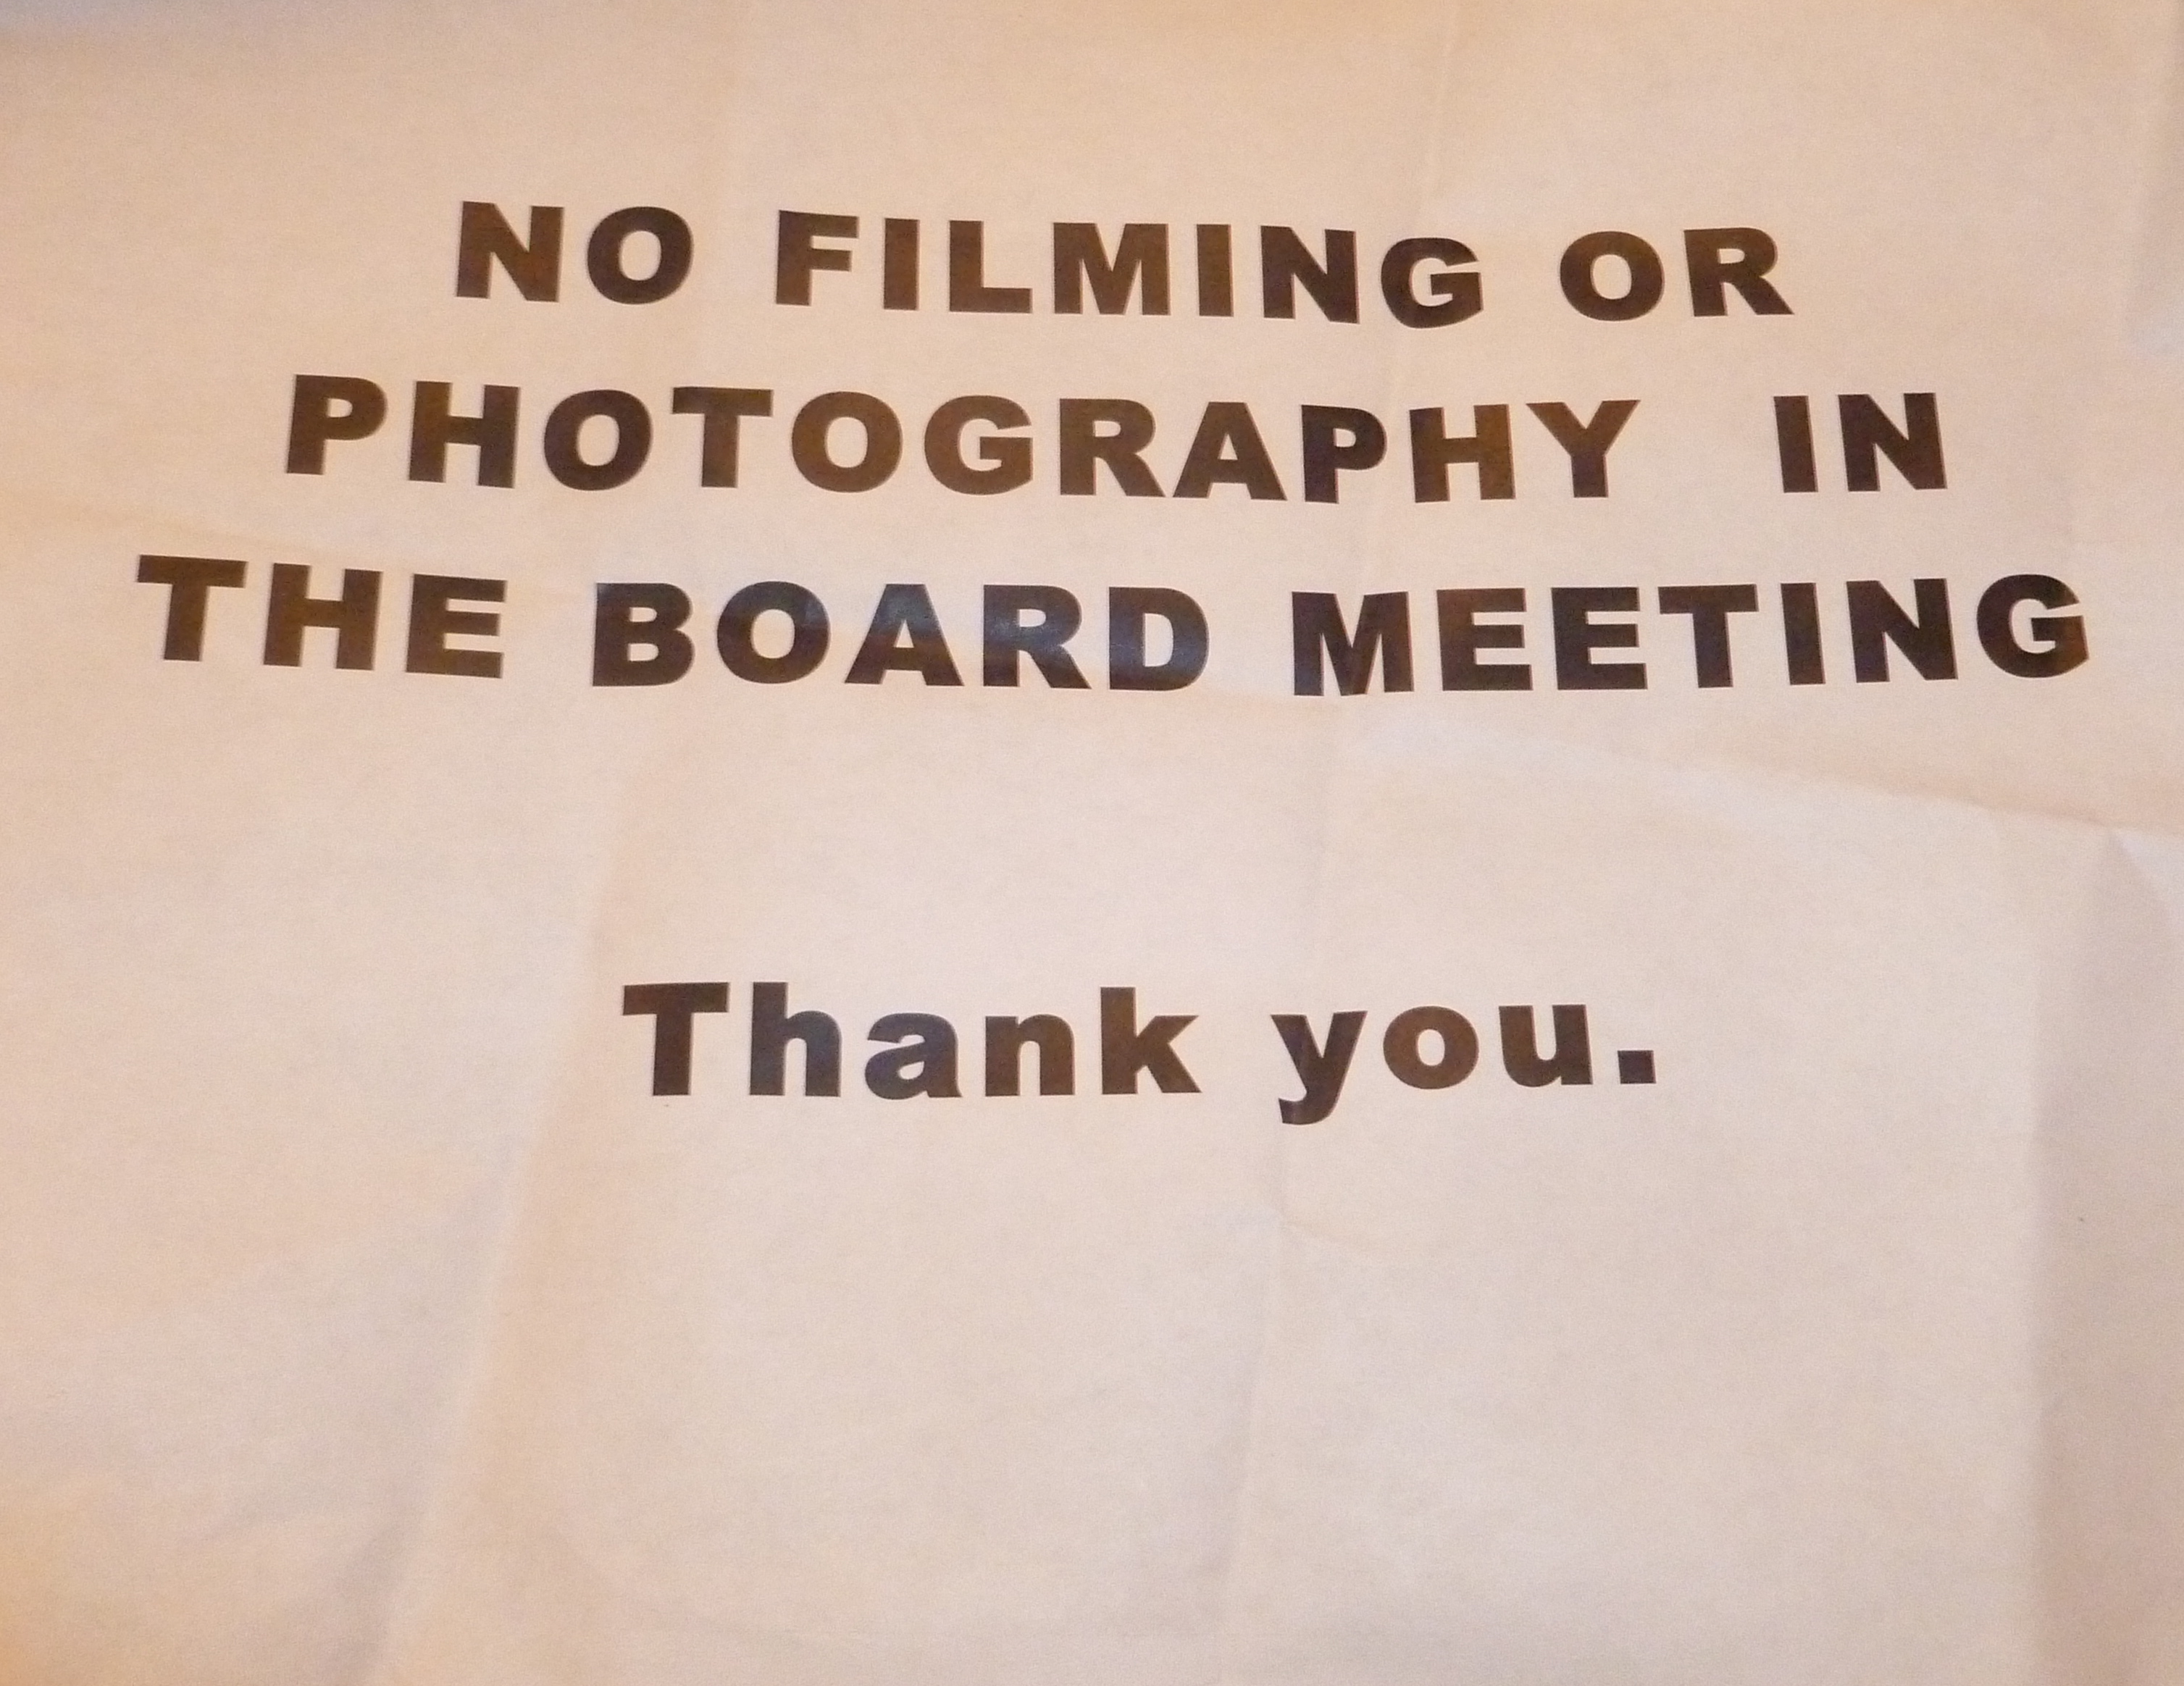 NO FILMING OR
PHOTOGRAPHY IN
THE BOARD MEETING
Thank you.